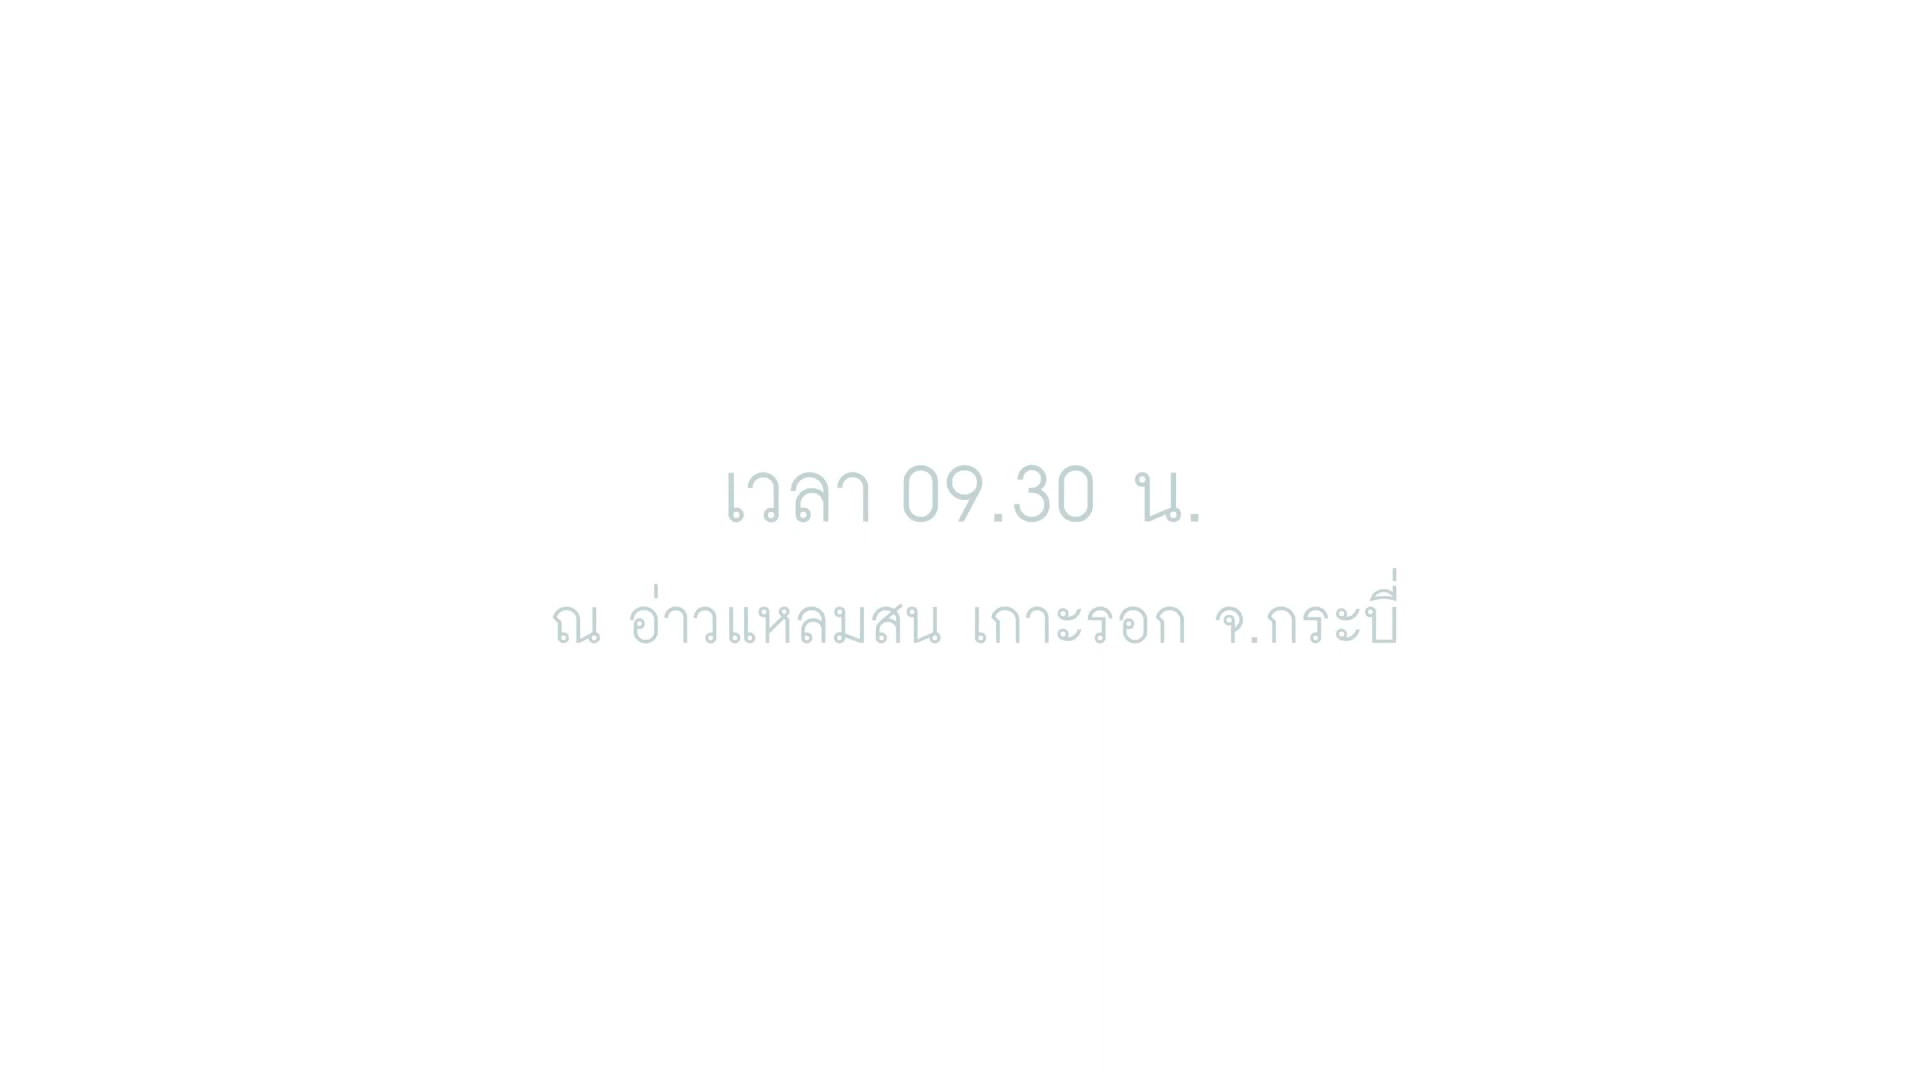 เวลา 09.30 น.
ณ อ่าวแหลมสน เกาะรอก จ.กระบี่